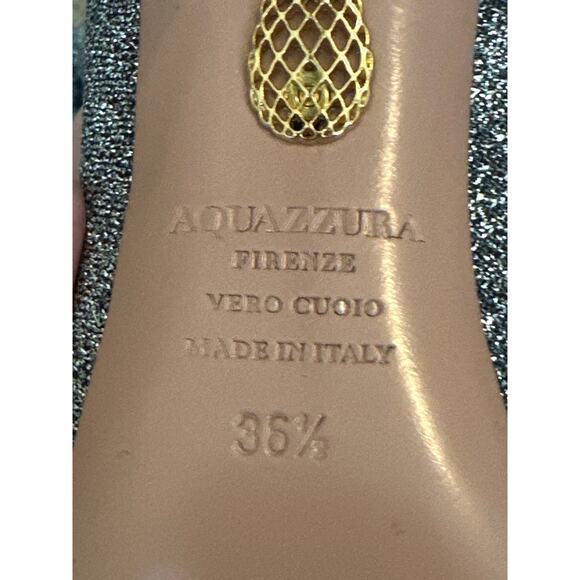 AQUAZZURA
FIRENZE
VERO CUOIO
MADE IN ITALY
36½